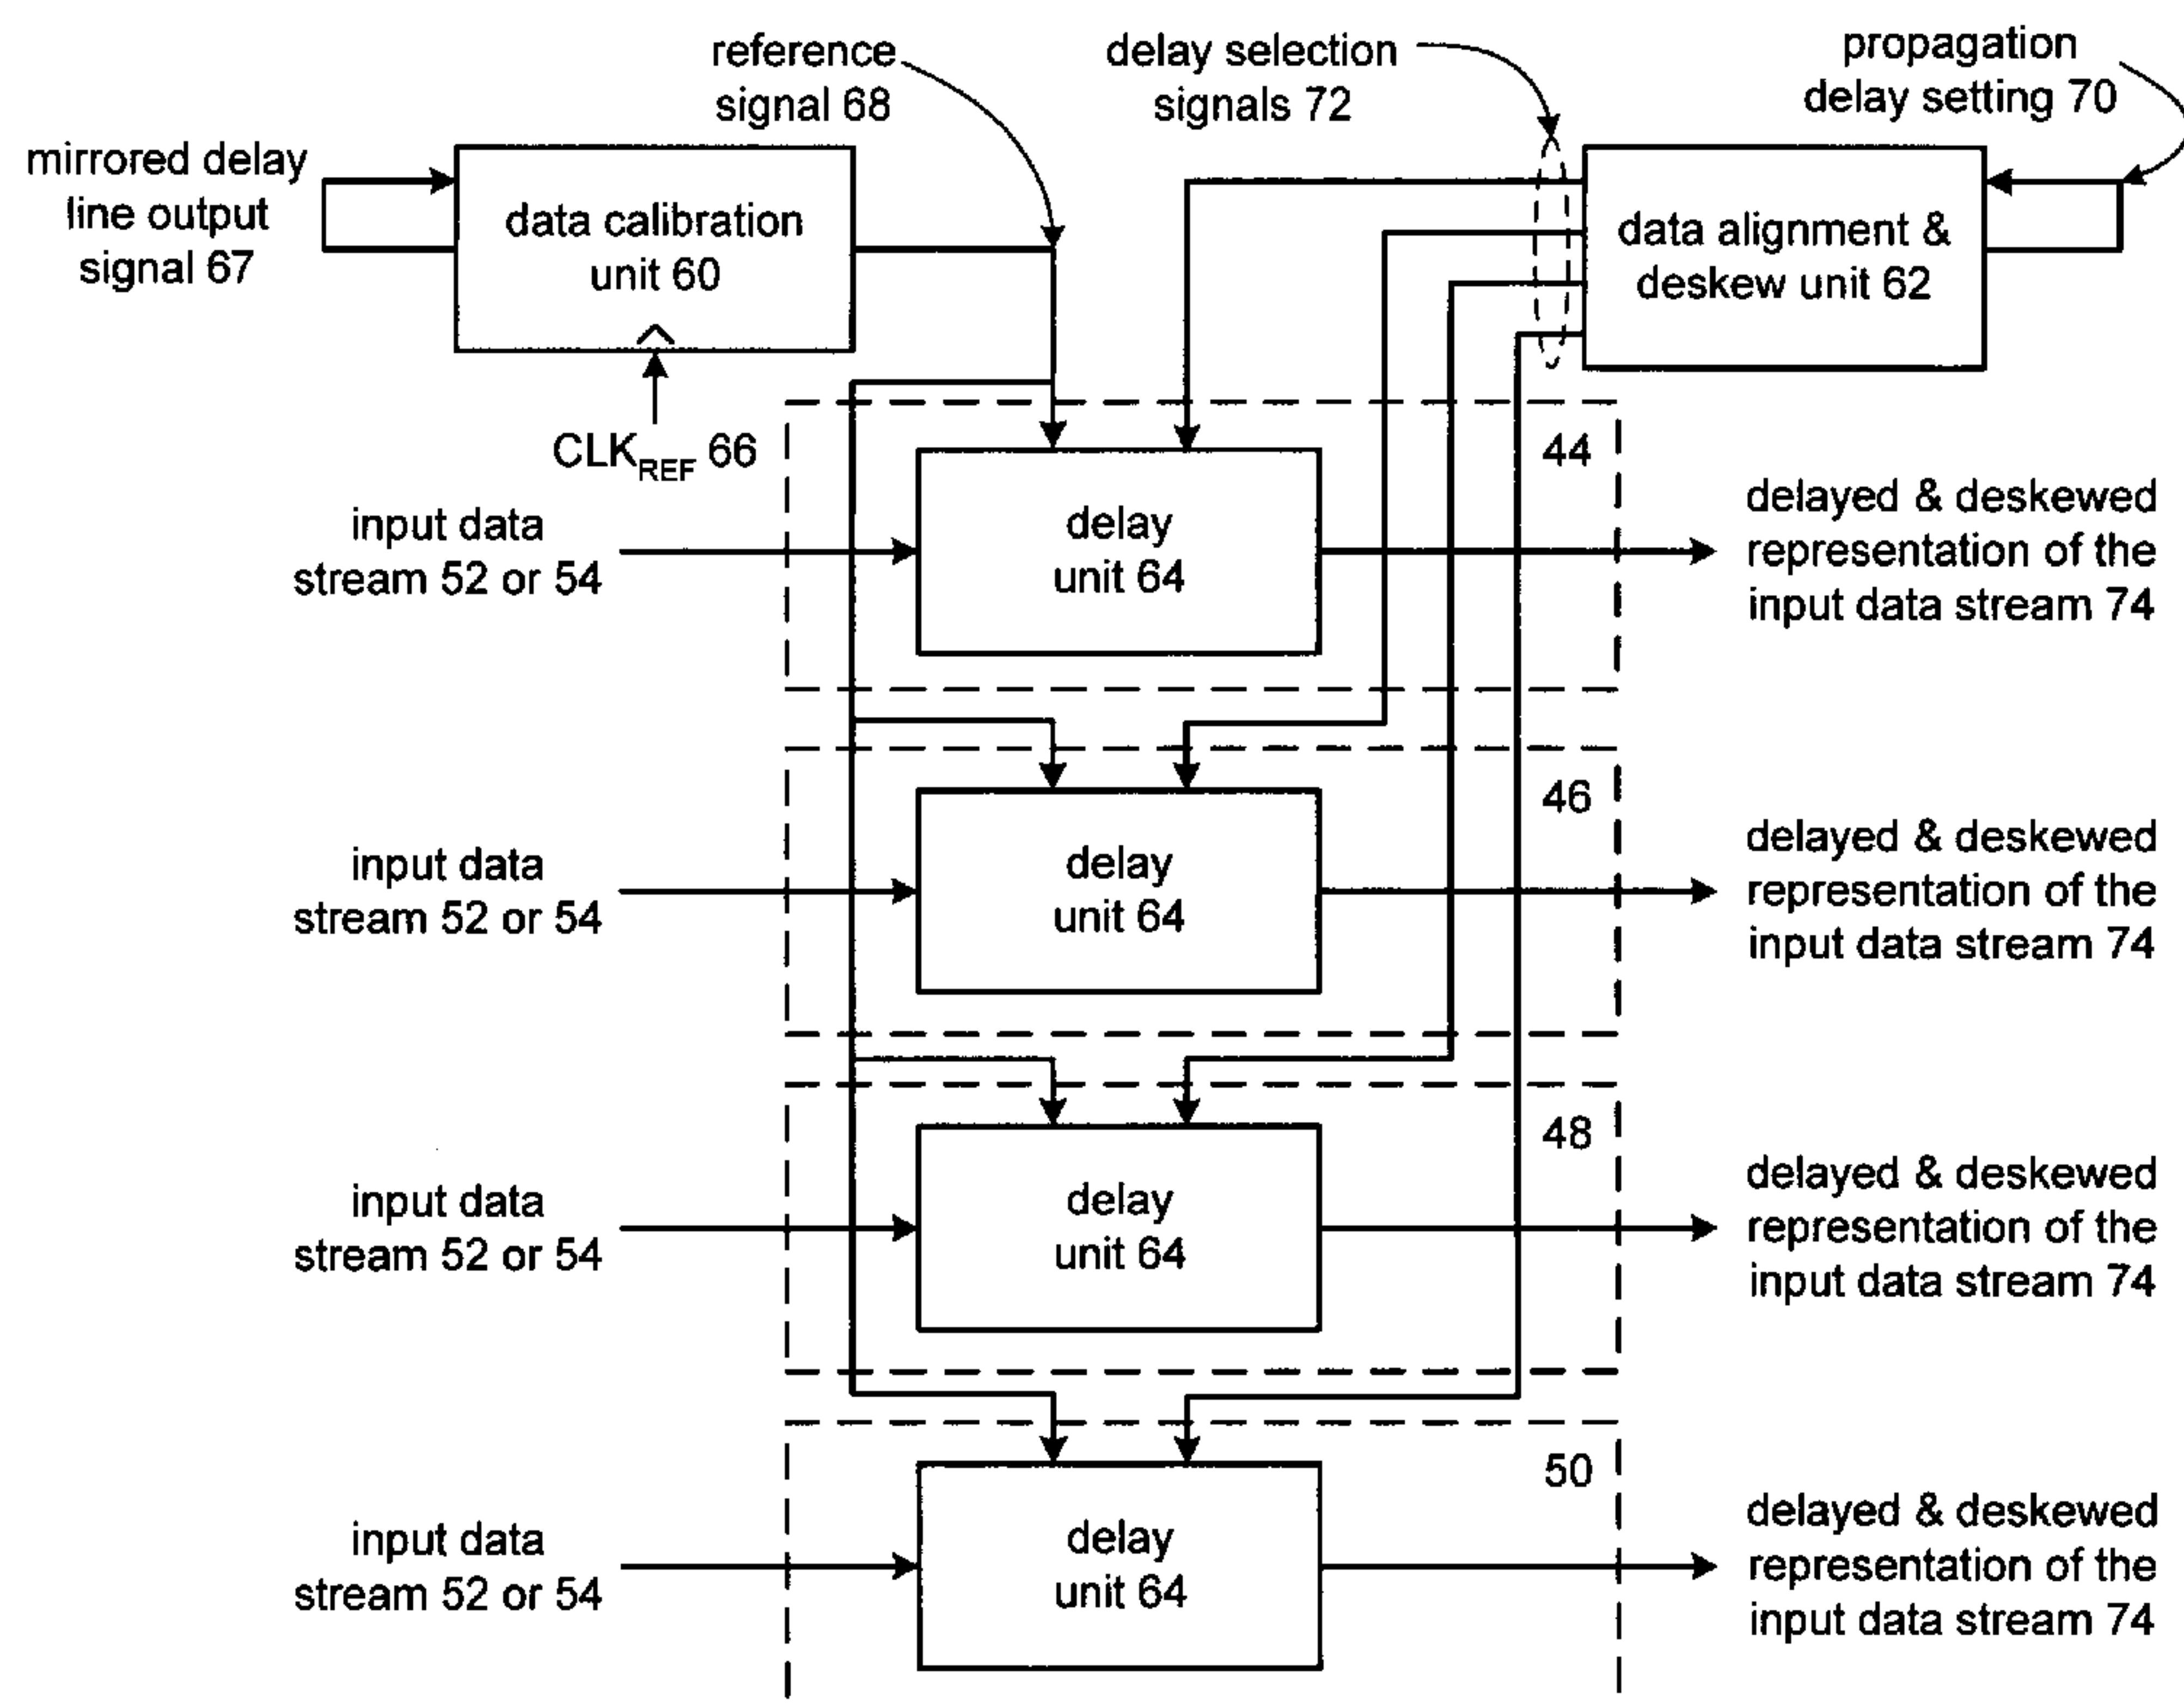 reference
signal 68
delay selection
signals 72
propagation
delay setting 70
mirrored delay
line output
signal 67
data calibration
unit 60
data alignment &
deskew unit 62
CLKREF 66
44
input data
stream 52 or 54
delay
unit 64
delayed & deskewed
representation of the
input data stream 74
46
input data
stream 52 or 54
delay
unit 64
delayed & deskewed
representation of the
input data stream 74
48
input data
stream 52 or 54
delay
unit 64
delayed & deskewed
representation of the
input data stream 74
50
input data
stream 52 or 54
delay
unit 64
delayed & deskewed
representation of the
input data stream 74